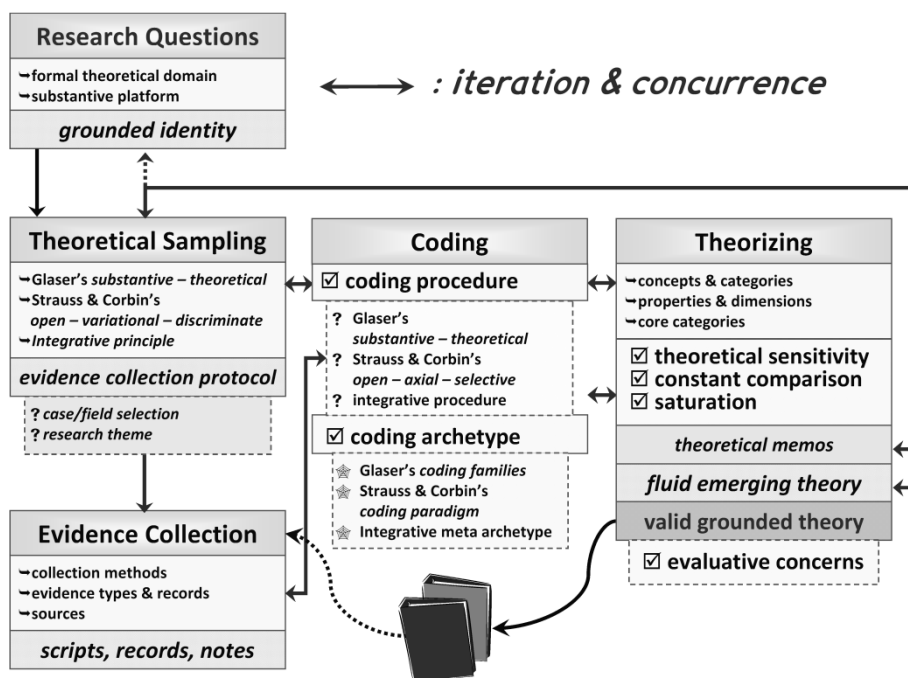 Research Questions
➥formal theoretical domain
➥substantive platform
grounded identity
: iteration & concurrence
Theoretical Sampling
➥Glaser's substantive – theoretical
➥Strauss & Corbin's
open – variational – discriminate
➥Integrative principle
evidence collection protocol
? case/field selection
? research theme
Evidence Collection
➥collection methods
➥evidence types & records
➥sources
scripts, records, notes
Coding
☑ coding procedure
? Glaser's
substantive – theoretical
? Strauss & Corbin's
open – axial – selective
? integrative procedure
☑ coding archetype
Glaser's coding families
Strauss & Corbin's
coding paradigm
Integrative meta archetype
Theorizing
➥concepts & categories
➥properties & dimensions
➥core categories
☑ theoretical sensitivity
☑ constant comparison
☑ saturation
theoretical memos
fluid emerging theory
valid grounded theory
☑ evaluative concerns